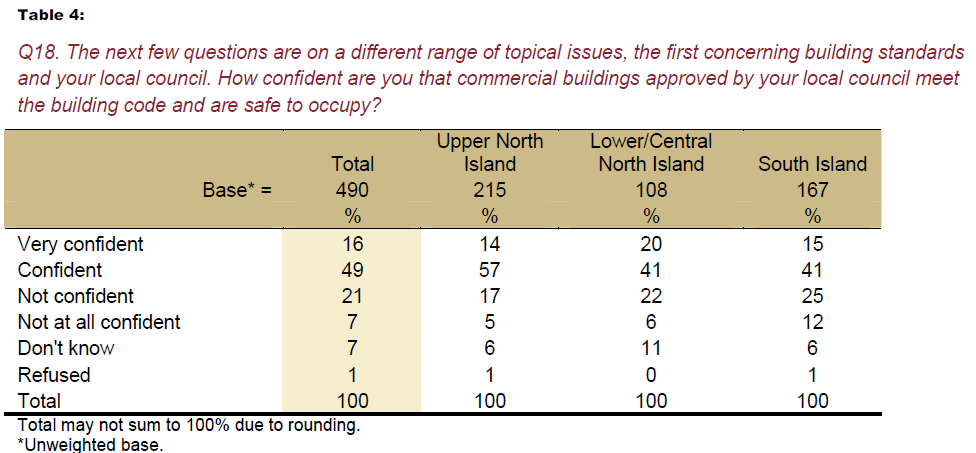 Table 4:
Q18. The next few questions are on a different range of topical issues, the first concerning building standards
and your local council. How confident are you that commercial buildings approved by your local council meet
the building code and are safe to occupy?
Total Upper North Island Lower/Central North Island South Island
Base* = 490 215 108 167
% % % %
Very confident 16 14 20 15
Confident 49 57 41 41
Not confident 21 17 22 25
Not at all confident 7 5 6 12
Don't know 7 6 11 6
Refused 1 1 0 1
Total 100 100 100 100
Total may not sum to 100% due to rounding.
*Unweighted base.